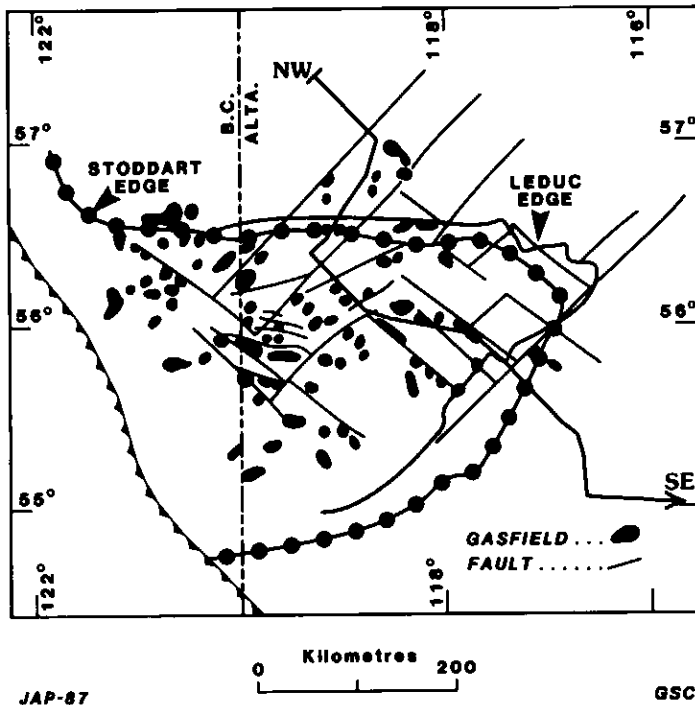 122°
118°
116°
NW
B.C.
ALTA.
57°
57°
STODDART
EDGE
LEDUC
EDGE
56°
56°
55°
SE
GASFIELD ....
FAULT ......
122°
118°
Kilometres
0 200
JAP-87
GSC